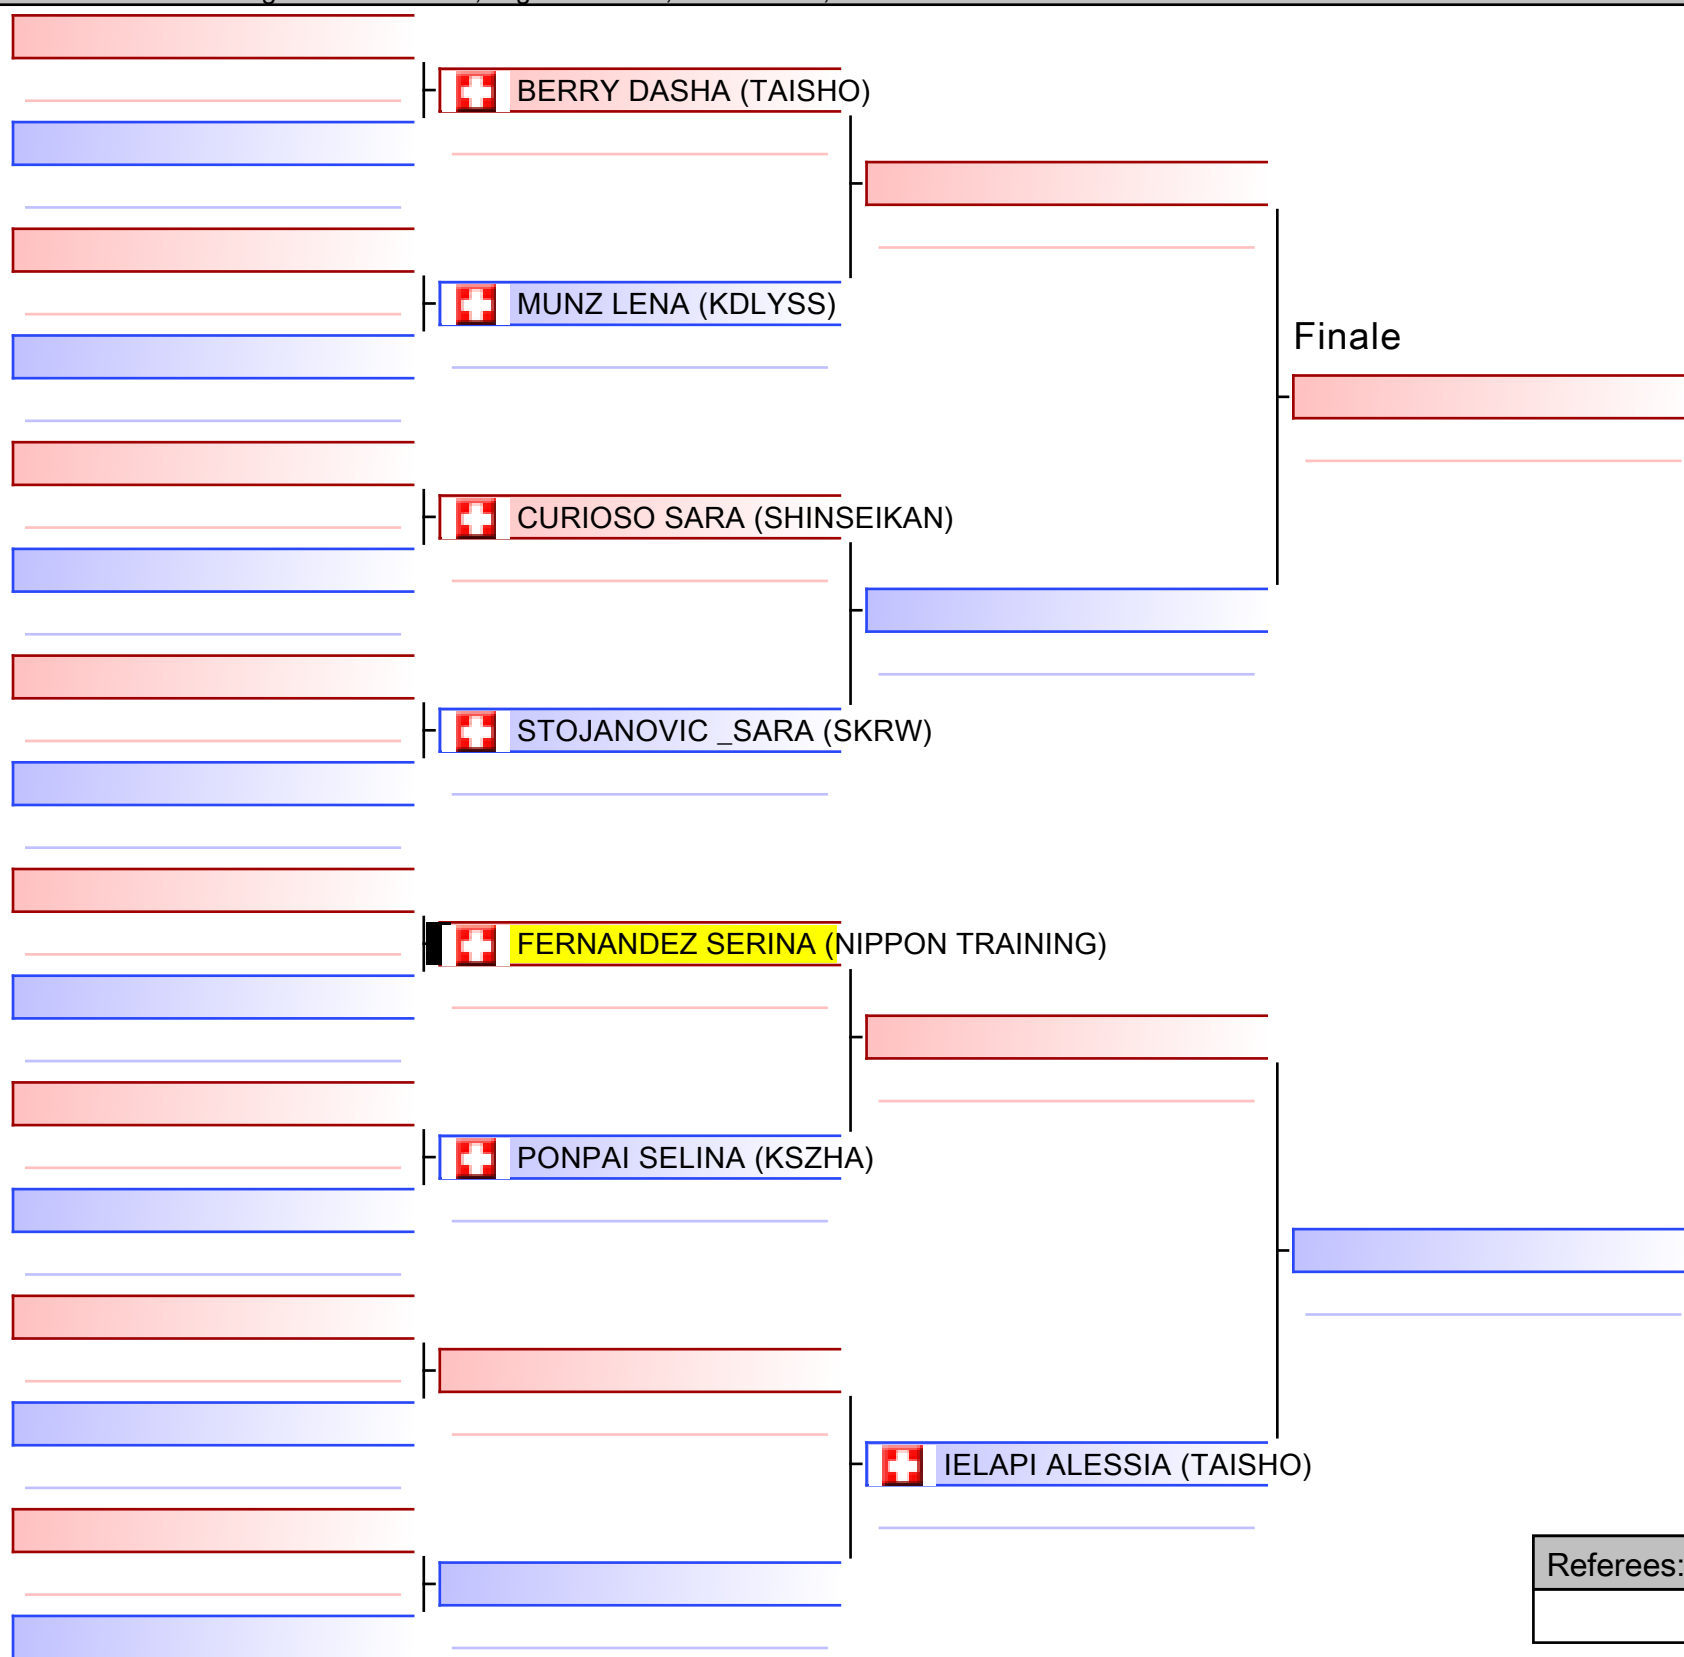 BERRY DASHA (TAISHO)
MUNZ LENA (KDLYSS)
Finale
CURIOSO SARA (SHINSEIKAN)
STOJANOVIC _SARA (SKRW)
FERNANDEZ SERINA (NIPPON TRAINING)
PONPAI SELINA (KSZHA)
IELAPI ALESSIA (TAISHO)
Referees: